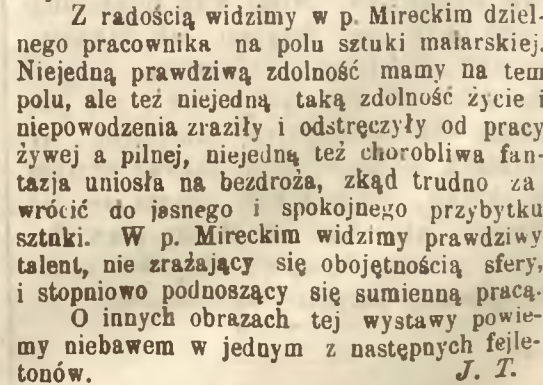 Z radością widzimy w p. Mireckim dziel-
nego pracownika na polu sztuki malarskiej.
Niejedną prawdziwą zdolność mamy na tem
polu, ale też niejedną taką zdolność życie i
niepowodzenia zraziły i odstręczyły od pracy
żywej a pilnej, niejedną też chorobliwa fan-
tazja uniosła na bezdroża, zkąd trudno za
wrócić do jasnego i spokojnego przybytku
sztuki. W p. Mireckim widzimy prawdziwy
talent, nie zrażający się obojętnością sfery,
i stopniowo podnoszący się sumienną pracą.
O innych obrazach tej wystawy powie-
my niebawem w jednym z następnych fejle-
tonów. J. T.